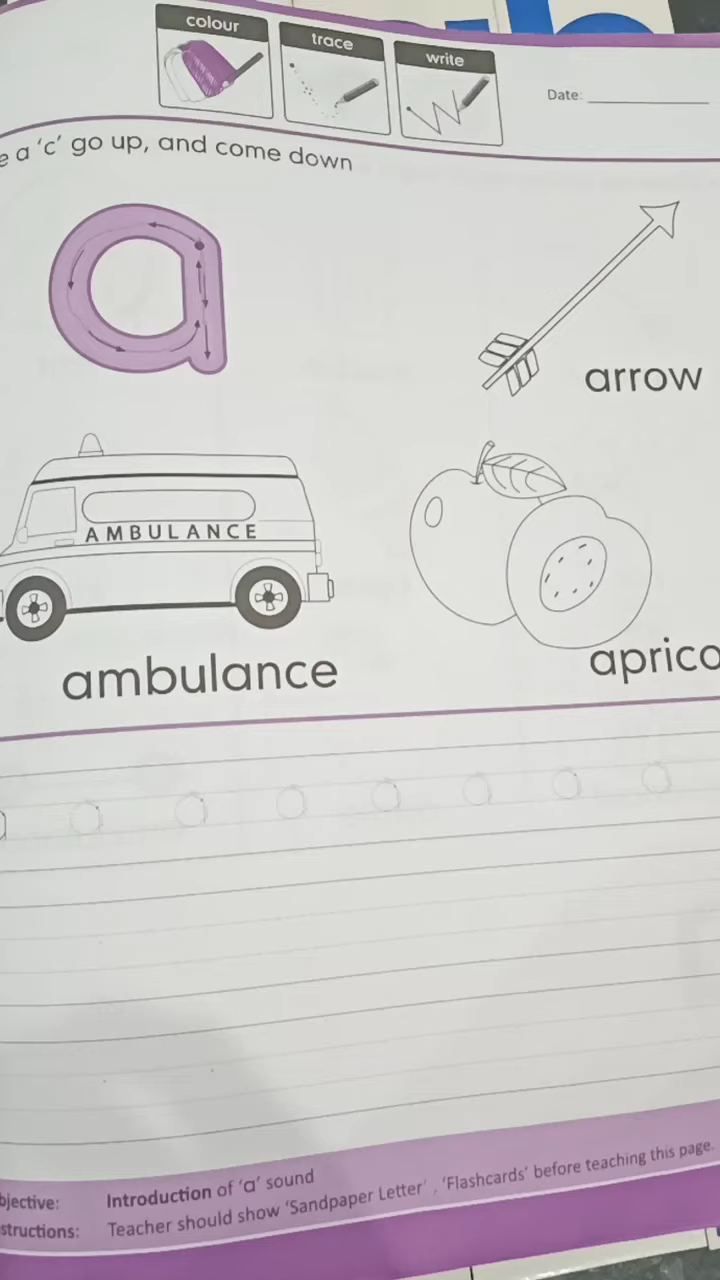 colour
trace
write
Date:
a 'c' go up, and come down
a
arrow
AMBULANCE
ambulance
aprico
bjective: Introduction of 'a' sound
structions: Teacher should show 'Sandpaper Letter' , 'Flashcards' before teaching this page.